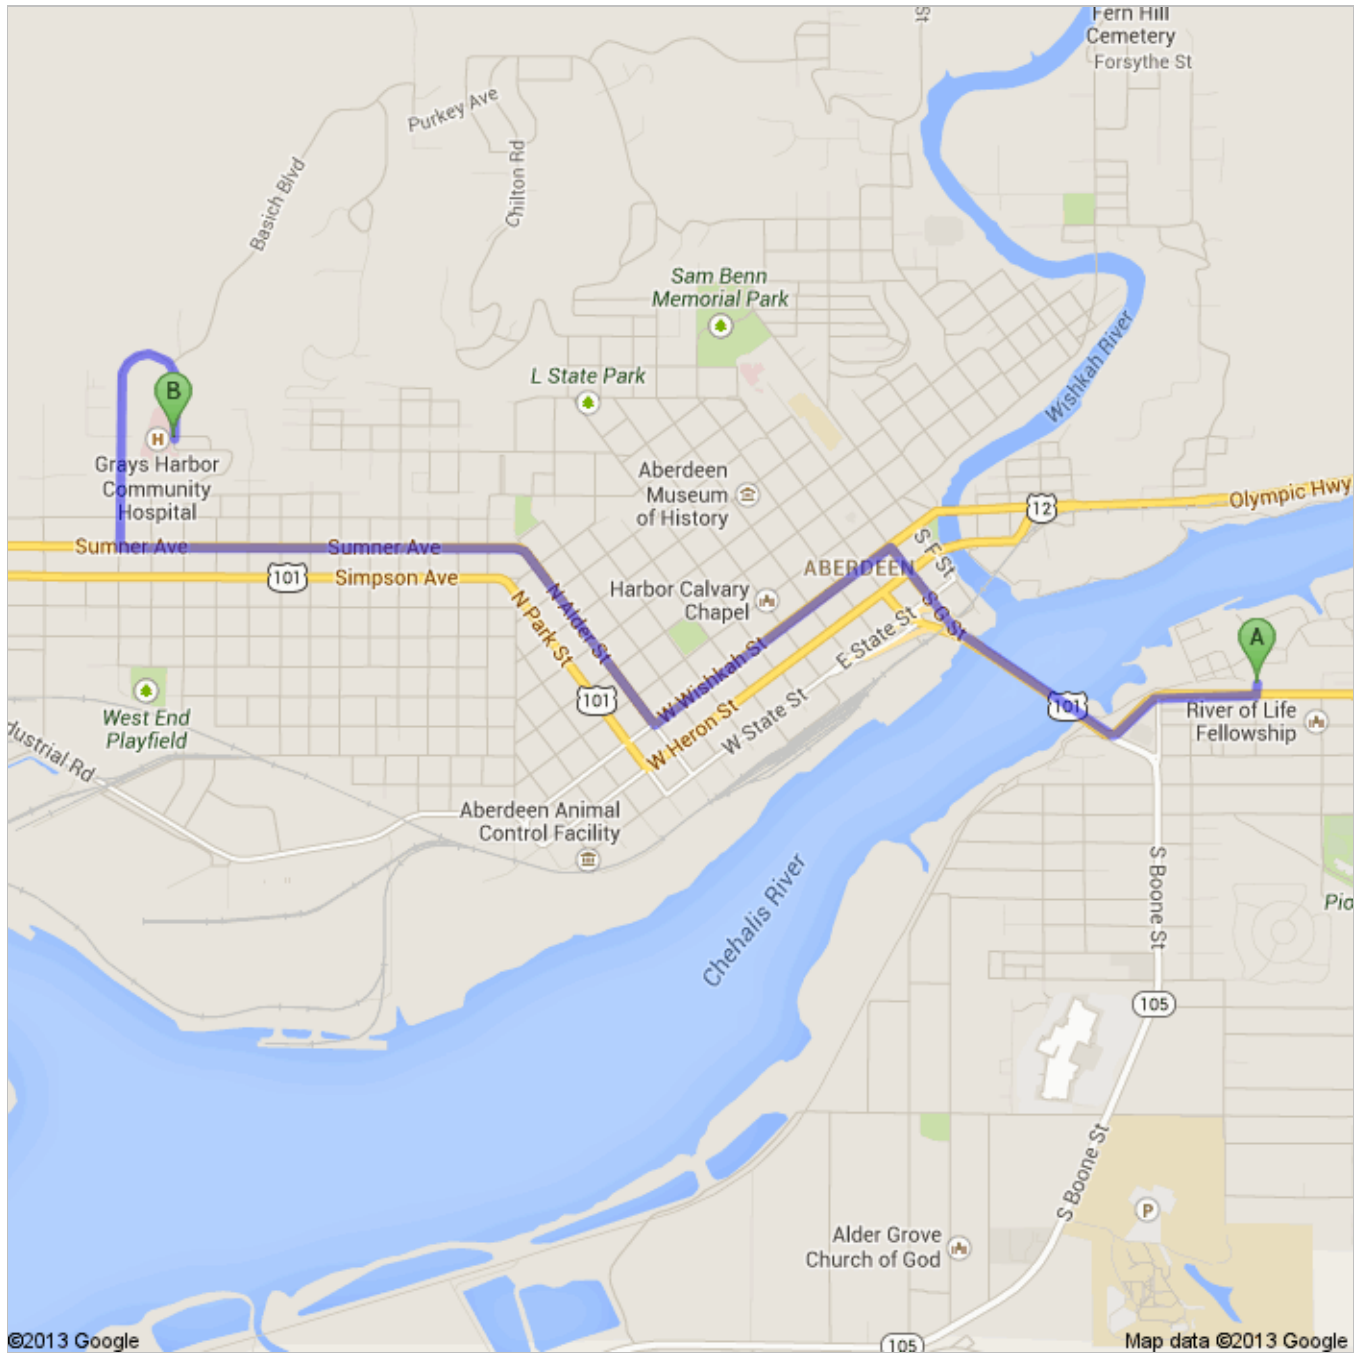 St
Fern Hill
Cemetery
Forsythe St
Purkey Ave
Chilton Rd
Basich Blvd
Sam Benn
Memorial Park
Wishkah River
L State Park
B
H
Grays Harbor
Community
Hospital
Aberdeen
Museum
of History
12
Olympic Hwy
Sumner Ave
Sumner Ave
101
Simpson Ave
S F St
ABERDEEN
Harbor Calvary
Chapel
N Alder St
N Park St
S G St
E State St
A
W Wishkah St
101
101
W Heron St
W State St
River of Life
Fellowship
West End
Playfield
dustrial Rd
Aberdeen Animal
Control Facility
Chehalis River
S Boone St
Pio
105
S Boone St
P
Alder Grove
Church of God
105
©2013 Google
Map data ©2013 Google